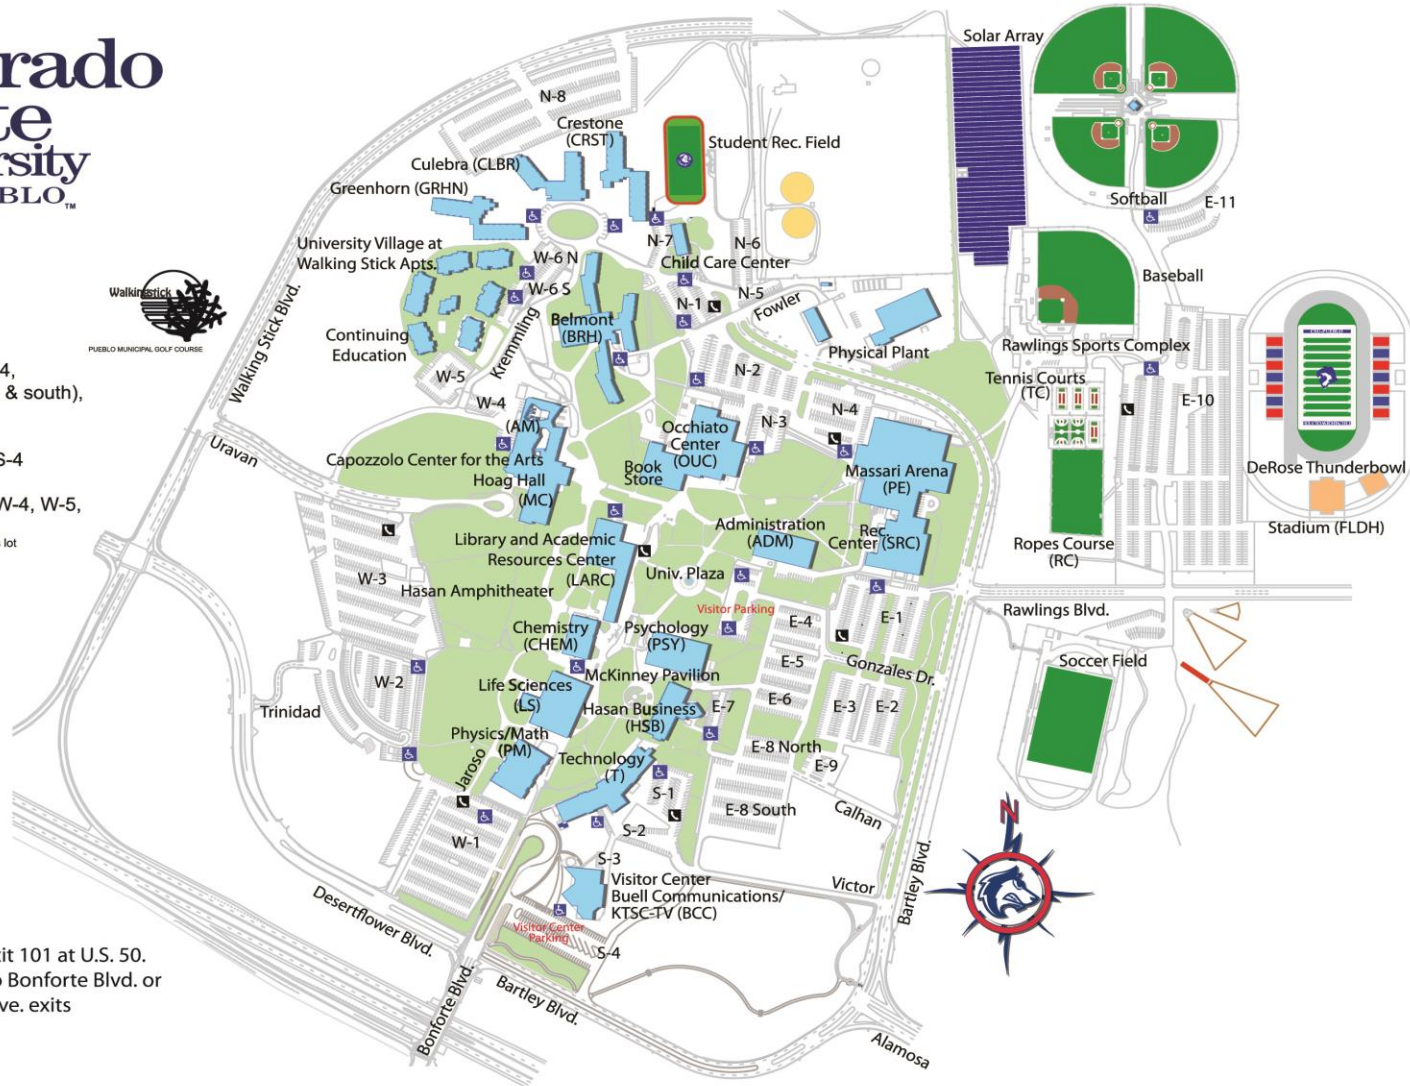 rado
te
rsity
BLO™
Walkingstick
PUEBLO MUNICIPAL GOLF COURSE
4,
& south),
S-4
W-4, W-5,
s lot
it 101 at U.S. 50.
o Bonforte Blvd. or
ve. exits
N-8
Crestone
(CRST)
Culebra (CLBR)
Greenhorn (GRHN)
Student Rec. Field
Solar Array
Softball
E-11
University Village at
Walking Stick Apts.
W-6 N
W-6 S
N-7
N-6
Child Care Center
N-5
N-1
Fowler
Baseball
Walking Stick Blvd.
Continuing
Education
Kremmling
Belmont
(BRH)
Physical Plant
Rawlings Sports Complex
W-5
W-4
N-2
N-3
N-4
Tennis Courts
(TC)
E-10
(AM)
Occhiato
Center
(OUC)
Uravan
Capozzolo Center for the Arts
Hoag Hall
(MC)
Book
Store
Massari Arena
(PE)
DeRose Thunderbowl
Stadium (FLDH)
Library and Academic
Resources Center
(LARC)
Administration
(ADM)
Rec.
Center (SRC)
Ropes Course
(RC)
W-3
Hasan Amphitheater
Univ. Plaza
Visitor Parking
Rawlings Blvd.
Chemistry
(CHEM)
Psychology
(PSY)
E-4
E-1
E-5
Gonzales Dr.
Soccer Field
W-2
Life Sciences
(LS)
McKinney Pavilion
E-6
Trinidad
Hasan Business
(HSB)
E-7
E-3
E-2
Physics/Math
(PM)
E-8 North
E-9
Jaroso
Technology
(T)
S-1
E-8 South
Calhan
W-1
S-2
S-3
Visitor Center
Buell Communications/
KTSC-TV (BCC)
Victor
Bartley Blvd.
N
Desertflower Blvd.
Visitor Center
Parking
S-4
Bonforte Blvd.
Bartley Blvd.
Alamosa